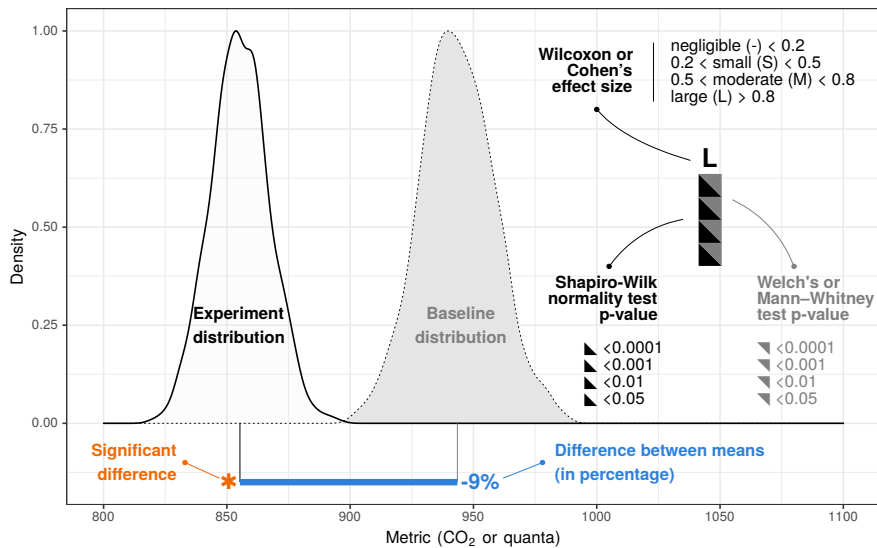 Wilcoxon or
Cohen's
effect size
negligible (-) < 0.2
0.2 < small (S) < 0.5
0.5 < moderate (M) < 0.8
large (L) > 0.8
L
Shapiro-Wilk
normality test
p-value
<0.0001
<0.001
<0.01
<0.05
Welch's or
Mann–Whitney
test p-value
<0.0001
<0.001
<0.01
<0.05
Experiment
distribution
Baseline
distribution
Significant
difference
*
-9%
Difference between means
(in percentage)
Density
1.00
0.75
0.50
0.25
0.00
800
850
900
950
1000
1050
1100
Metric (CO₂ or quanta)